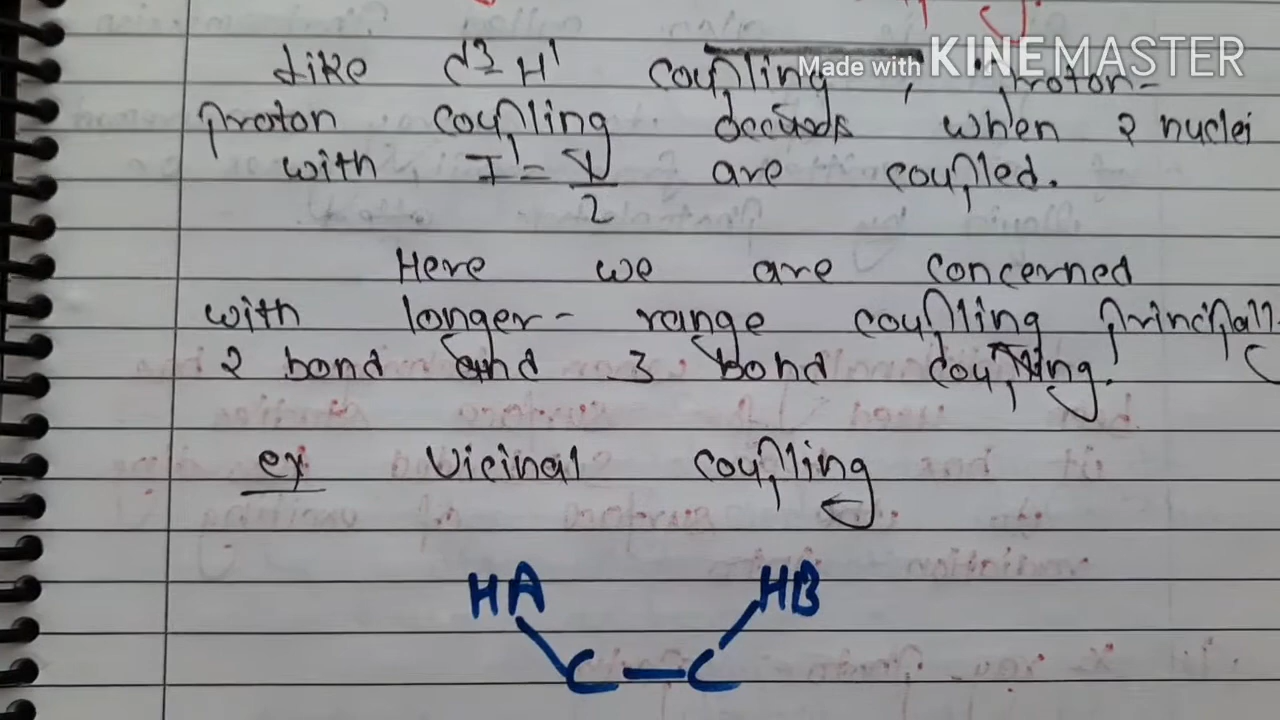 Like C13-H1 coupling, proton-
Made with KINEMASTER
proton coupling occurs when 2 nuclei
with I = 1/2 are coupled.
Here we are concerned
with longer-range coupling principall
2 bond and 3 bond coupling.
ex Vicinal coupling
HA HB
C — C